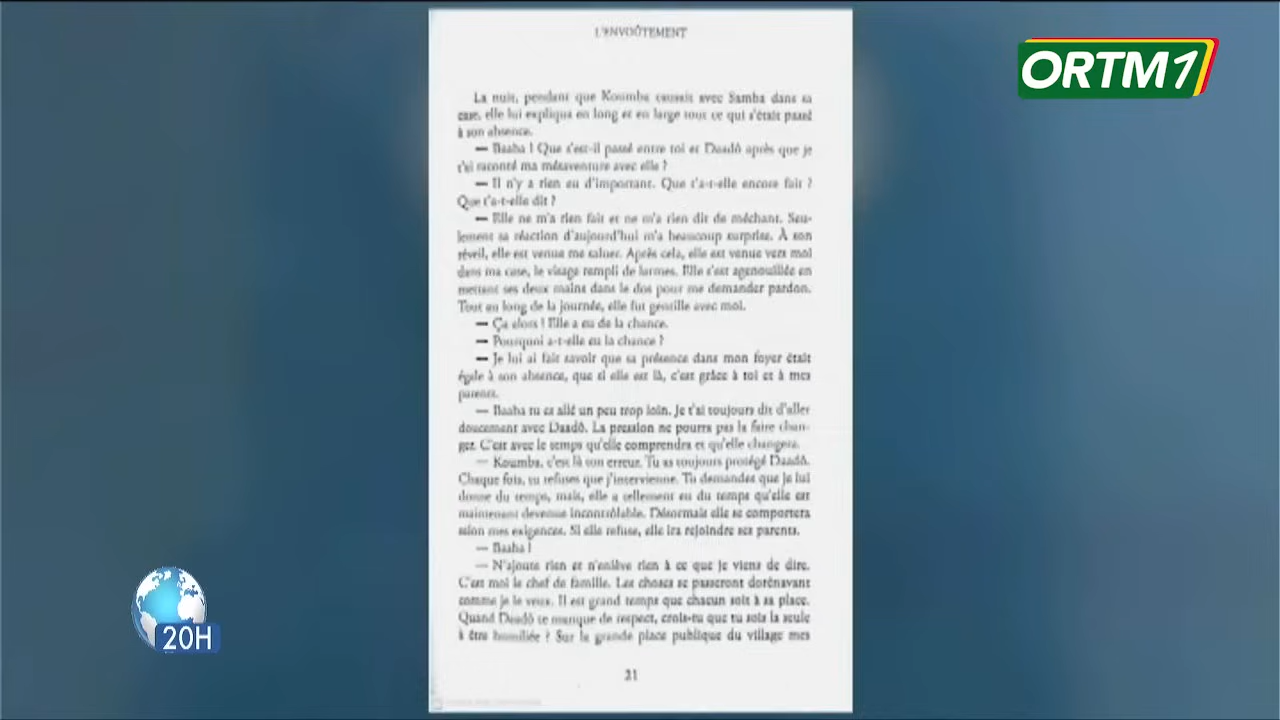 L'ENVOÛTEMENT
ORTM1
La nuit, pendant que Koumba causait avec Samba dans sa
case, elle lui expliqua en long et en large tout ce qui s'était passé
à son absence.
— Baaba ! Que s'est-il passé entre toi et Daadô après que je
t'ai raconté ma mésaventure avec elle ?
— Il n'y a rien eu d'important. Que t'a-t-elle encore fait ?
Que t'a-t-elle dit ?
— Elle ne m'a rien fait et ne m'a rien dit de méchant. Seu-
lement sa réaction d'aujourd'hui m'a beaucoup surprise. À son
réveil, elle est venue me saluer. Après cela, elle est venue vers moi
dans ma case, le visage rempli de larmes. Elle s'est agenouillée en
mettant ses deux mains dans le dos pour me demander pardon.
Tout au long de la journée, elle fut gentille avec moi.
— Ça alors ! Elle a eu de la chance.
— Pourquoi a-t-elle eu la chance ?
— Je lui ai fait savoir que sa présence dans mon foyer était
égale à son absence, que si elle est là, c'est grâce à toi et à mes
parents.
— Baaba tu es allé un peu trop loin. Je t'ai toujours dit d'aller
doucement avec Daadô. La pression ne pourra pas la faire chan-
ger. C'est avec le temps qu'elle comprendra et qu'elle changera.
— Koumba, c'est là ton erreur. Tu as toujours protégé Daadô.
Chaque fois, tu refuses que j'intervienne. Tu demandes que je lui
donne du temps, mais, elle a tellement eu du temps qu'elle est
maintenant devenue incontrôlable. Désormais elle se comportera
selon mes exigences. Si elle refuse, elle ira rejoindre ses parents.
— Baaba !
— N'ajoute rien et n'enlève rien à ce que je viens de dire.
C'est moi le chef de famille. Les choses se passeront dorénavant
comme je le veux. Il est grand temps que chacun soit à sa place.
Quand Daadô te manque de respect, crois-tu que tu sois la seule
à être humiliée ? Sur la grande place publique du village mes
21
20H